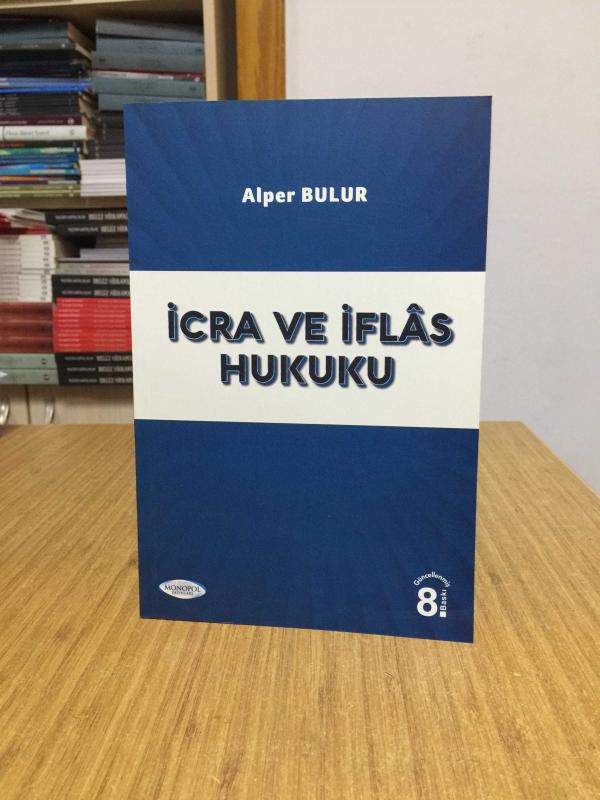 Alper BULUR
İCRA VE İFLÂS
HUKUKU
MONOPOL
Güncellenmiş
8
Baskı